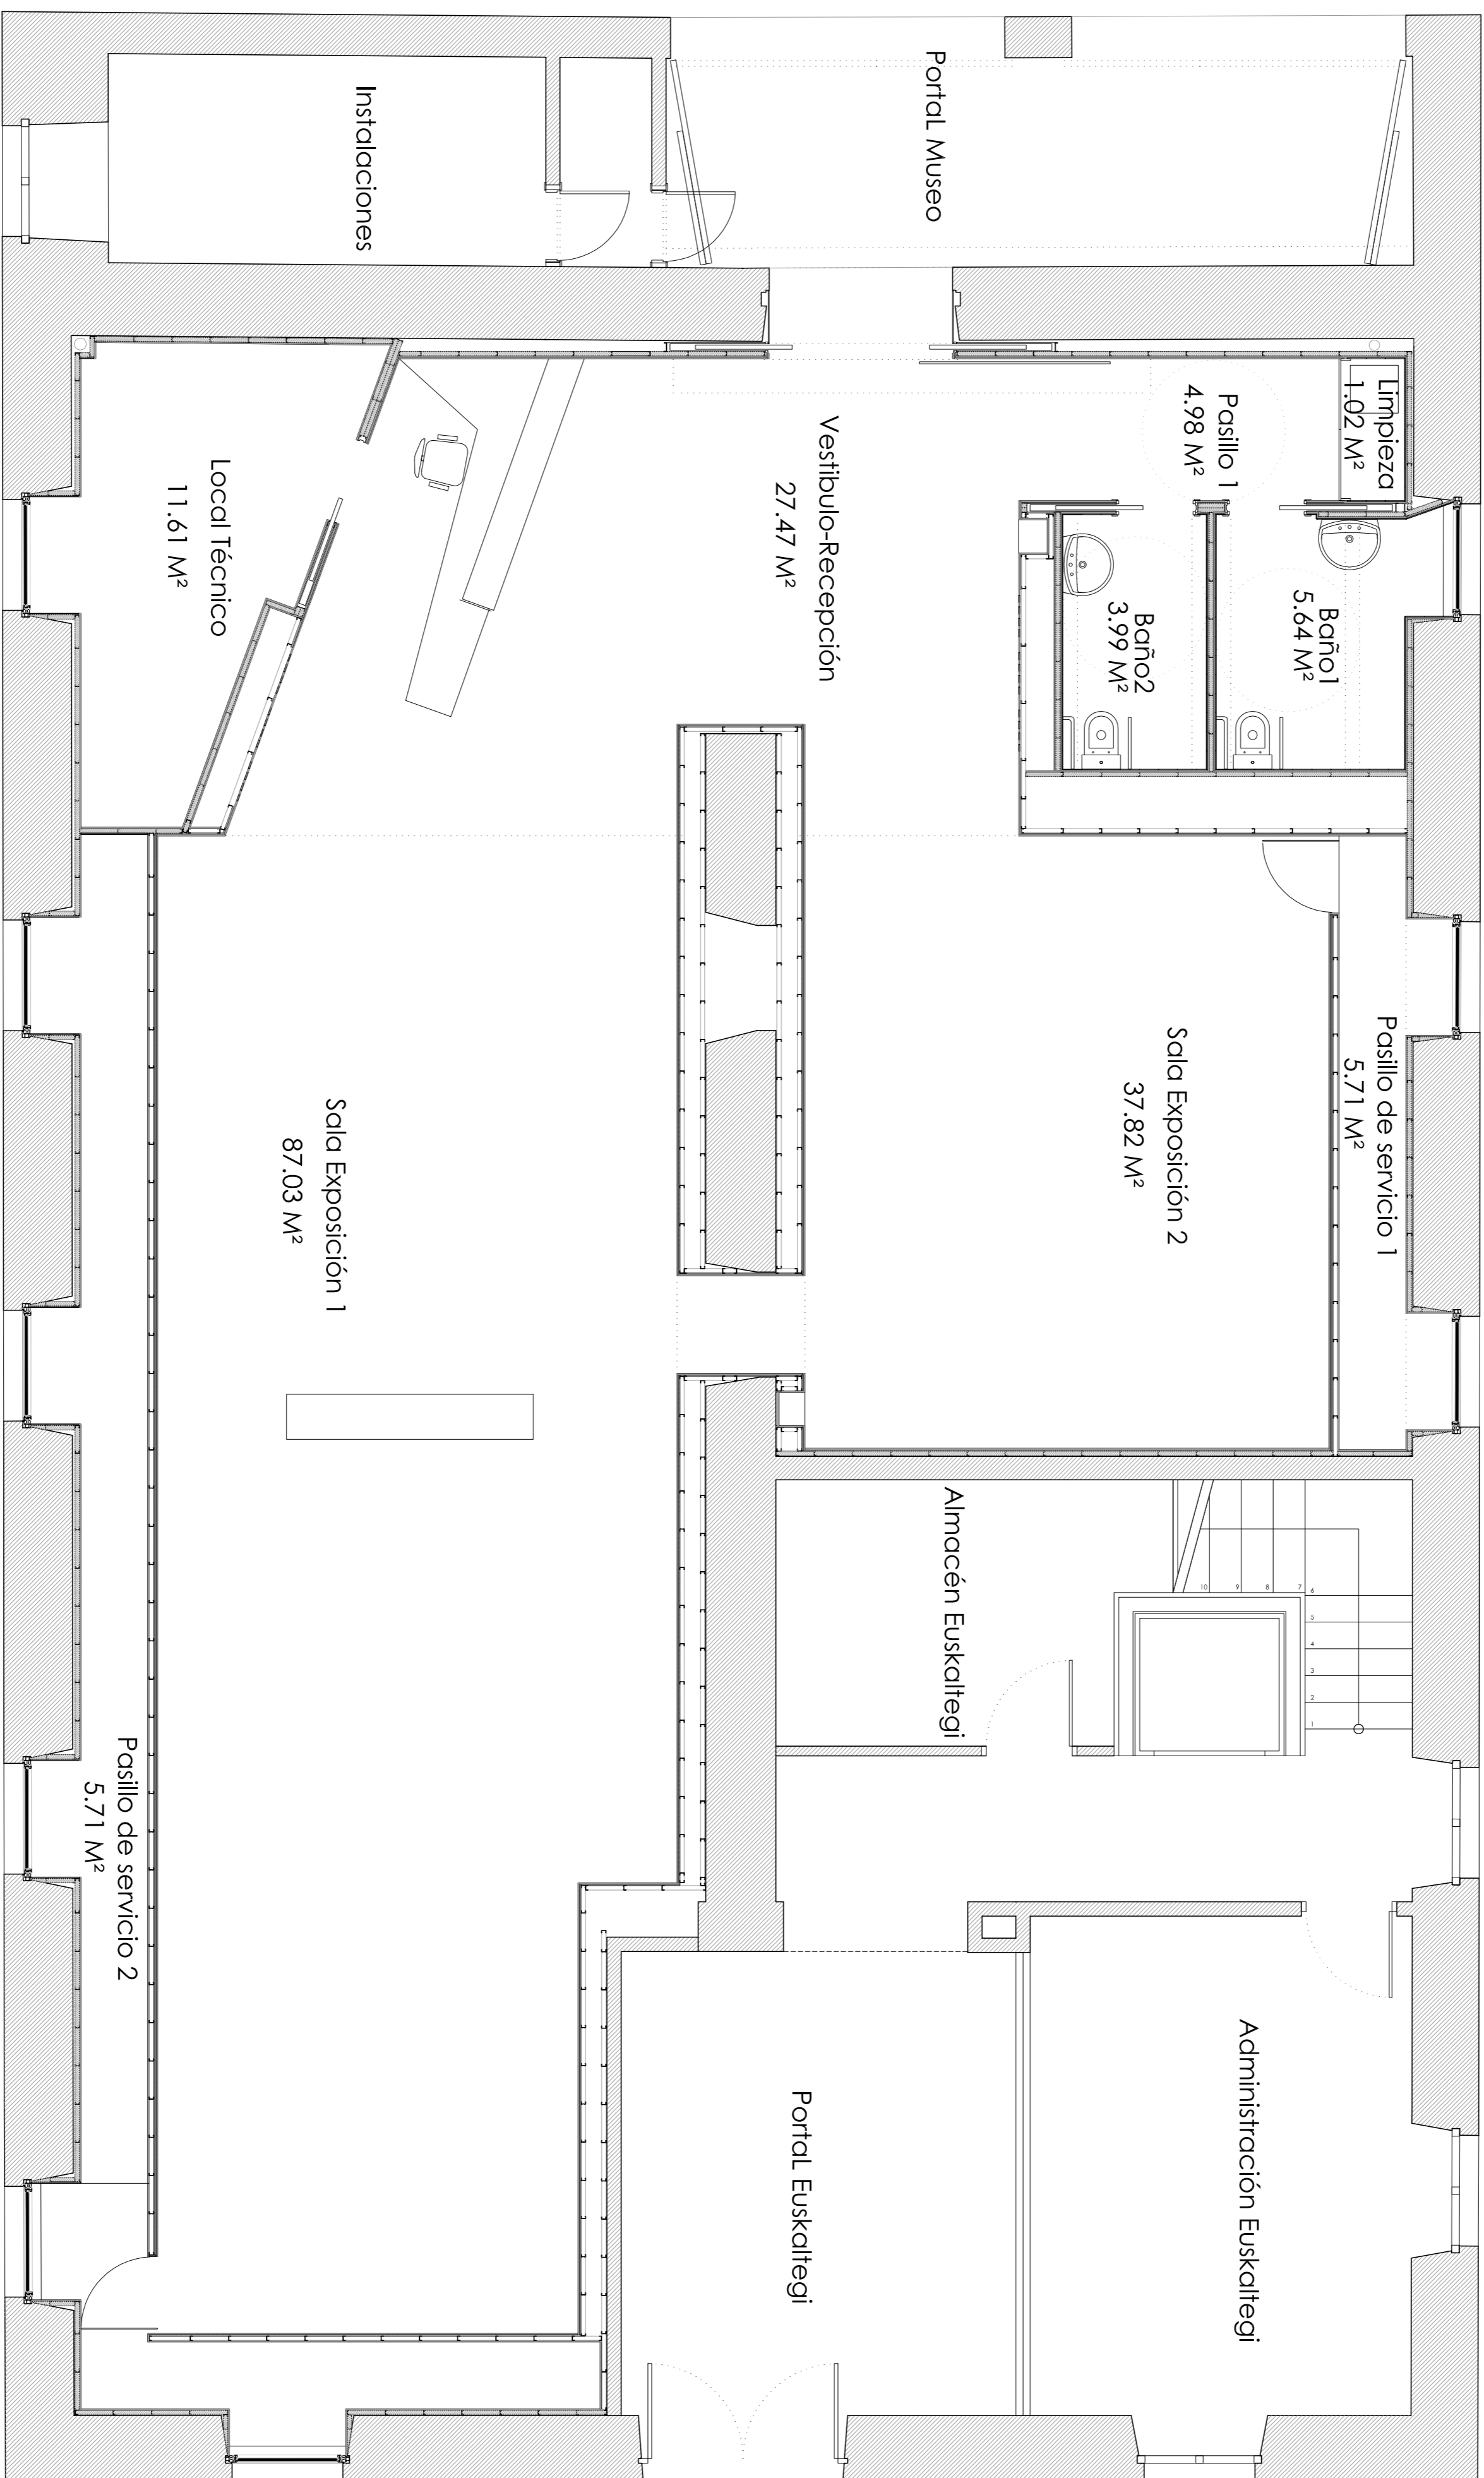 Instalaciones
PortaL Museo
Limpieza
1.02 M²
Pasillo 1
4.98 M²
Baño1
5.64 M²
Baño2
3.99 M²
Vestibulo-Recepción
27.47 M²
Local Técnico
11.61 M²
Pasillo de servicio 1
5.71 M²
Sala Exposición 2
37.82 M²
Sala Exposición 1
87.03 M²
Almacén Euskaltegi
10
9
8
7
6
5
4
3
2
1
Pasillo de servicio 2
5.71 M²
Administración Euskaltegi
PortaL Euskaltegi